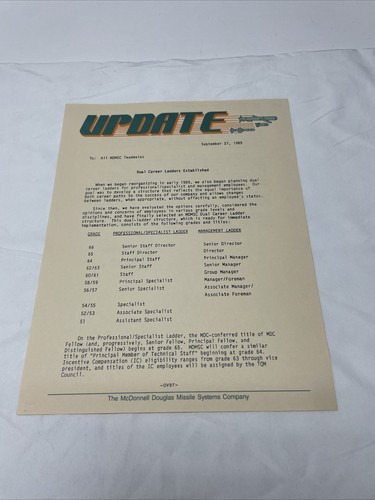 UPDATE
September 27, 1989
To: All MDMSC Teammates
Dual Career Ladders Established
When we began reorganizing in early 1989, we also began planning dual
career ladders for professional/specialist and management employees. Our
goal was to develop a structure that reflects the equal importance of
both career paths to the success of our company and allows changes
between ladders, when appropriate, without affecting an employee's status.
Since then, we have evaluated the options carefully, considered the
opinions and concerns of employees in various grade levels and
disciplines, and have finally selected an MDMSC Dual Career Ladder
structure. This dual-ladder structure, which is ready for immediate
implementation, consists of the following grades and titles:
GRADE PROFESSIONAL/SPECIALIST LADDER MANAGEMENT LADDER
66 Senior Staff Director Senior Director
65 Staff Director Director
64 Principal Staff Principal Manager
62/63 Senior Staff Senior Manager
60/61 Staff Group Manager
58/59 Principal Specialist Manager/Foreman
56/57 Senior Specialist Associate Manager/
Associate Foreman
54/55 Specialist
52/53 Associate Specialist
51 Assistant Specialist
On the Professional/Specialist Ladder, the MDC-conferred title of MDC
Fellow (and, progressively, Senior Fellow, Principal Fellow, and
Distinguished Fellow) begins at grade 65. MDMSC will confer a similar
title of "Principal Member of Technical Staff" beginning at grade 64.
Incentive Compensation (IC) eligibility ranges from grade 63 through vice
president, and titles of the IC employees will be assigned by the TQM
Council.
-OVER-
The McDonnell Douglas Missile Systems Company